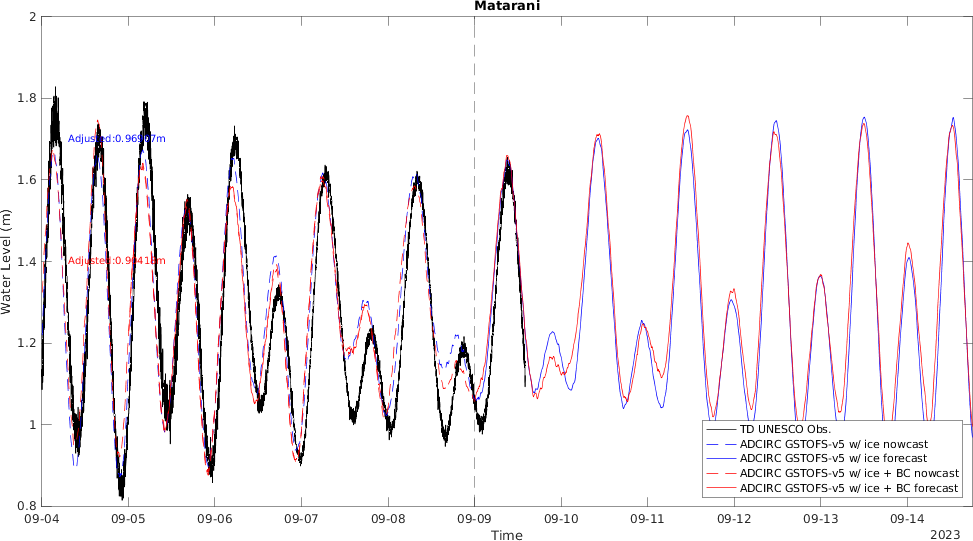 Matarani
2
1.8
1.6
1.4
1.2
1
0.8
Water Level (m)
09-04 09-05 09-06 09-07 09-08 09-09 09-10 09-11 09-12 09-13 09-14
Time
2023
TD UNESCO Obs.
ADCIRC GSTOFS-v5 w/ ice nowcast
ADCIRC GSTOFS-v5 w/ ice forecast
ADCIRC GSTOFS-v5 w/ ice + BC nowcast
ADCIRC GSTOFS-v5 w/ ice + BC forecast